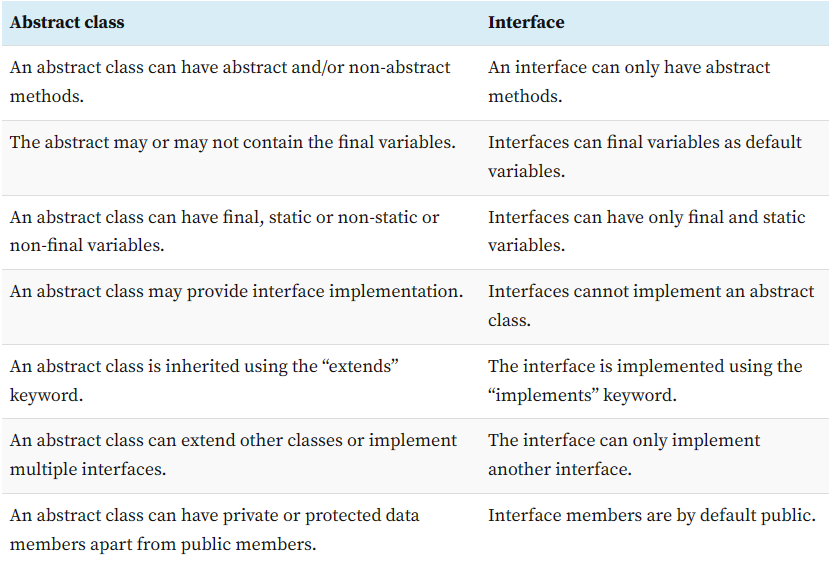 Abstract class
Interface
An abstract class can have abstract and/or non-abstract
methods.
An interface can only have abstract
methods.
The abstract may or may not contain the final variables.
Interfaces can final variables as default
variables.
An abstract class can have final, static or non-static or
non-final variables.
Interfaces can have only final and static
variables.
An abstract class may provide interface implementation.
Interfaces cannot implement an abstract
class.
An abstract class is inherited using the “extends”
keyword.
The interface is implemented using the
“implements” keyword.
An abstract class can extend other classes or implement
multiple interfaces.
The interface can only implement
another interface.
An abstract class can have private or protected data
members apart from public members.
Interface members are by default public.